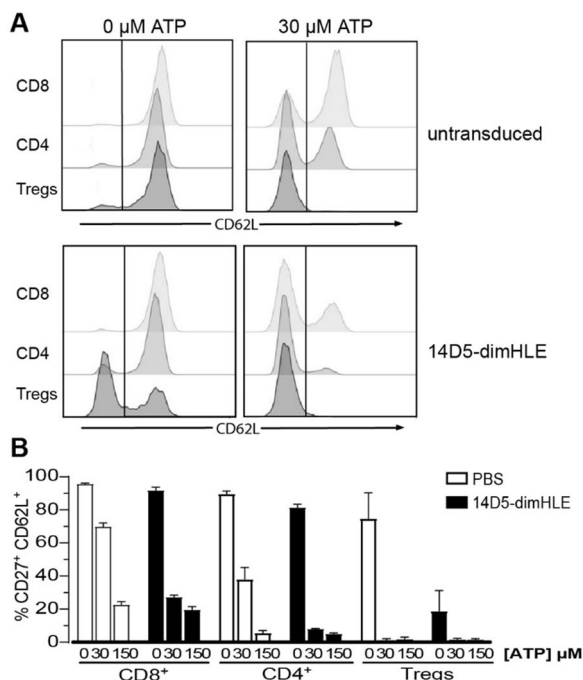 A
0 µM ATP 30 µM ATP
CD8
CD4
Tregs
untransduced
CD62L CD62L
CD8
CD4
Tregs
14D5-dimHLE
CD62L CD62L
B
% CD27⁺ CD62L⁺
100
80
60
40
20
0
PBS
14D5-dimHLE
0 30 150 0 30 150 0 30 150 0 30 150 0 30 150 0 30 150 [ATP] µM
CD8⁺ CD4⁺ Tregs